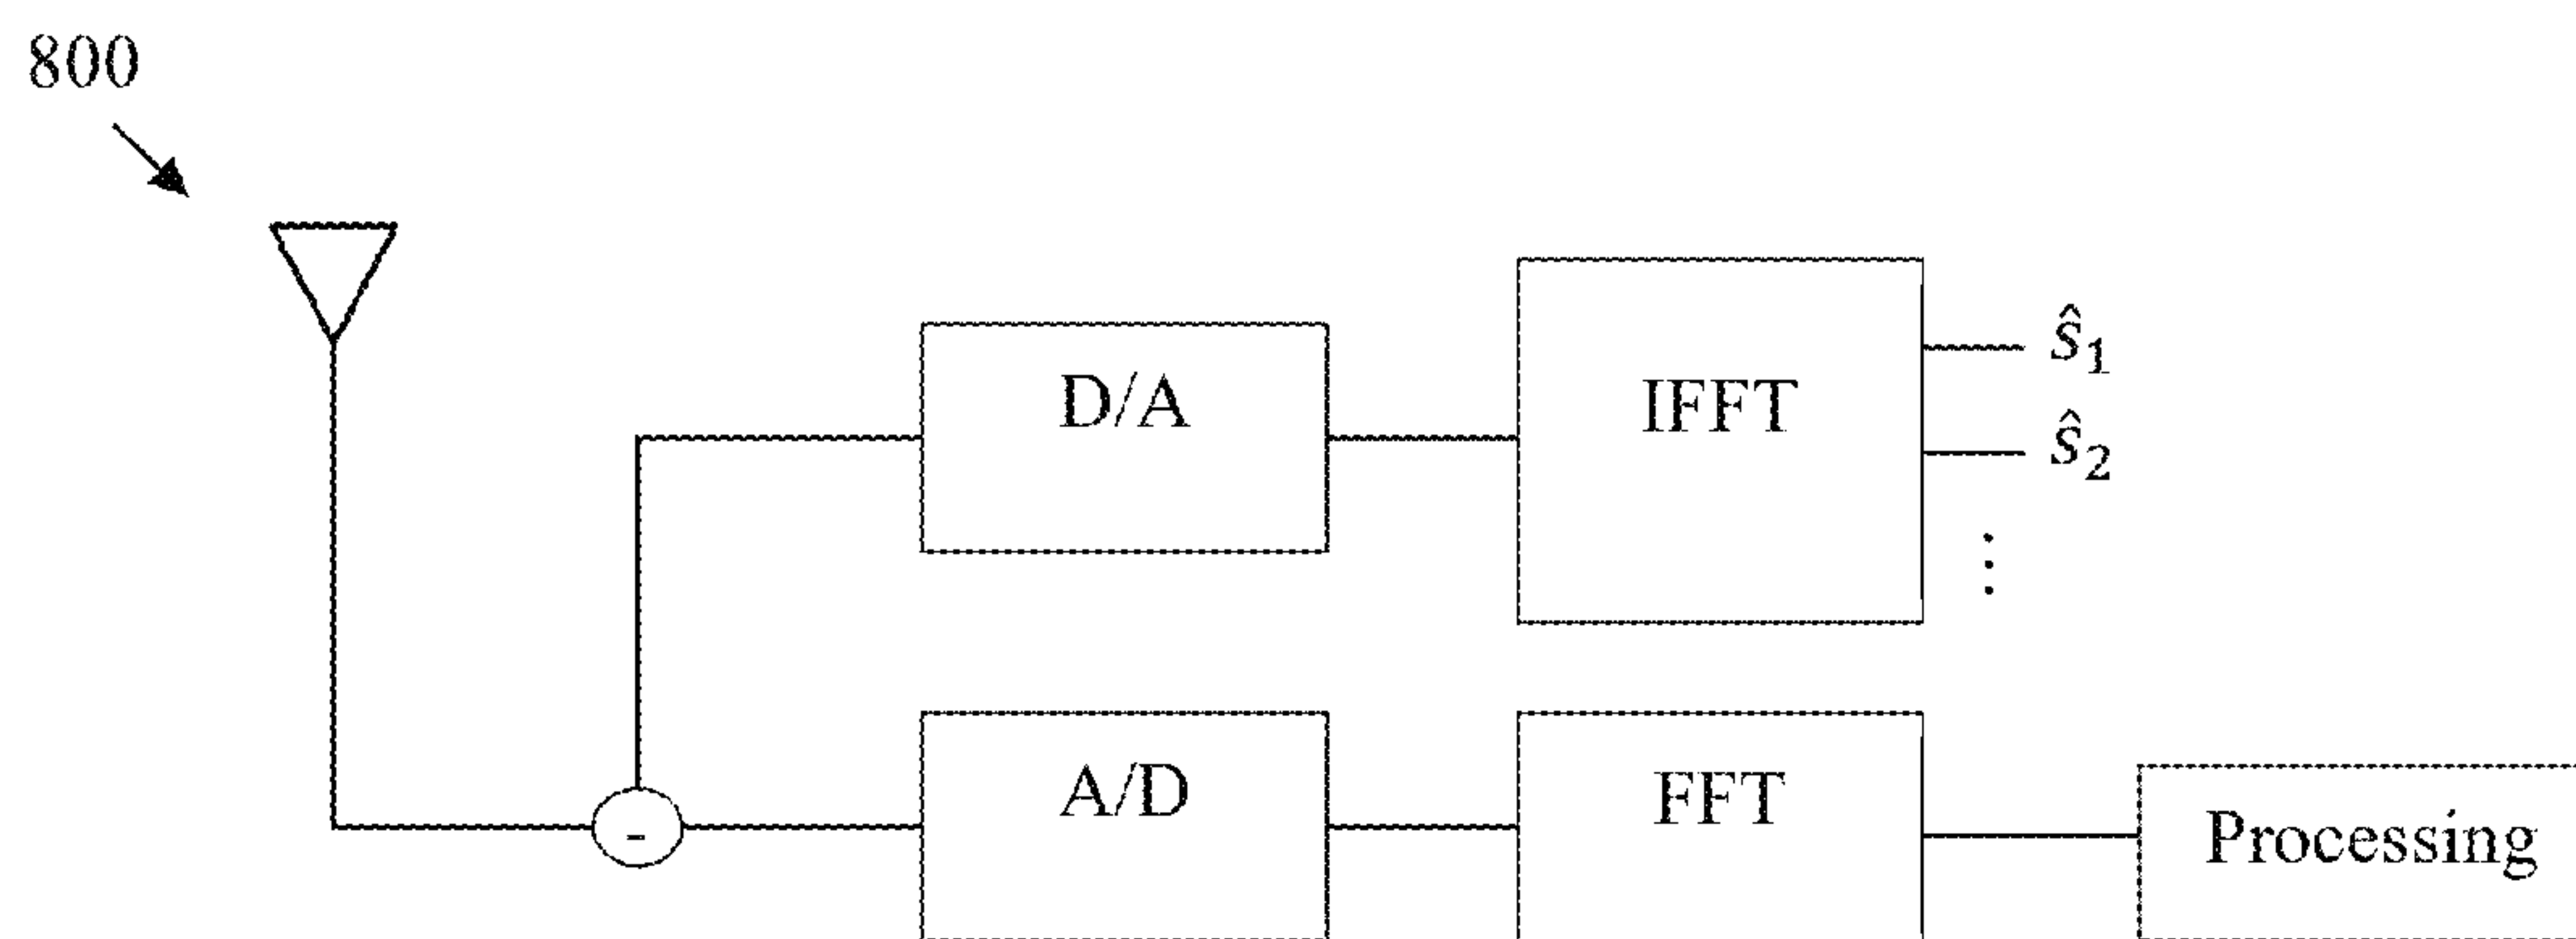 800
D/A
IFFT
ŝ₁
ŝ₂
⋮
-
A/D
FFT
Processing